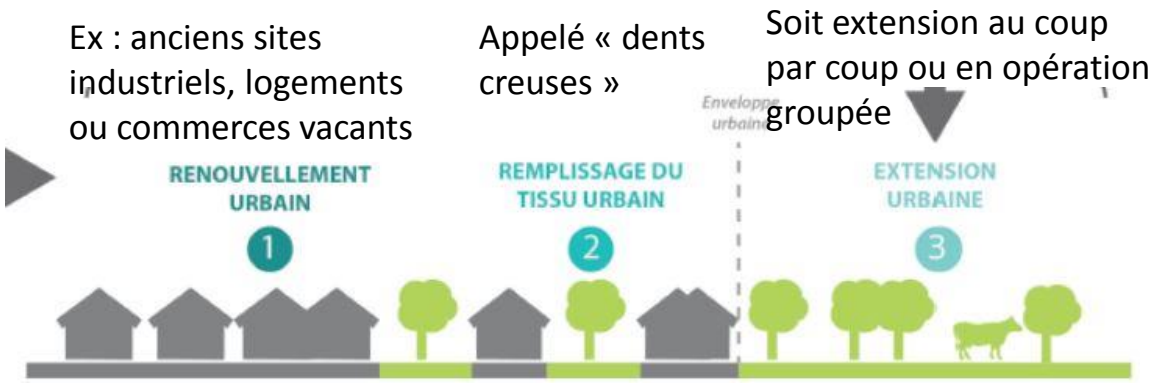 Ex : anciens sites
industriels, logements
ou commerces vacants
Appelé « dents
creuses »
Soit extension au coup
par coup ou en opération
groupée
Enveloppe
urbaine
RENOUVELLEMENT
URBAIN
1
REMPLISSAGE DU
TISSU URBAIN
2
EXTENSION
URBAINE
3